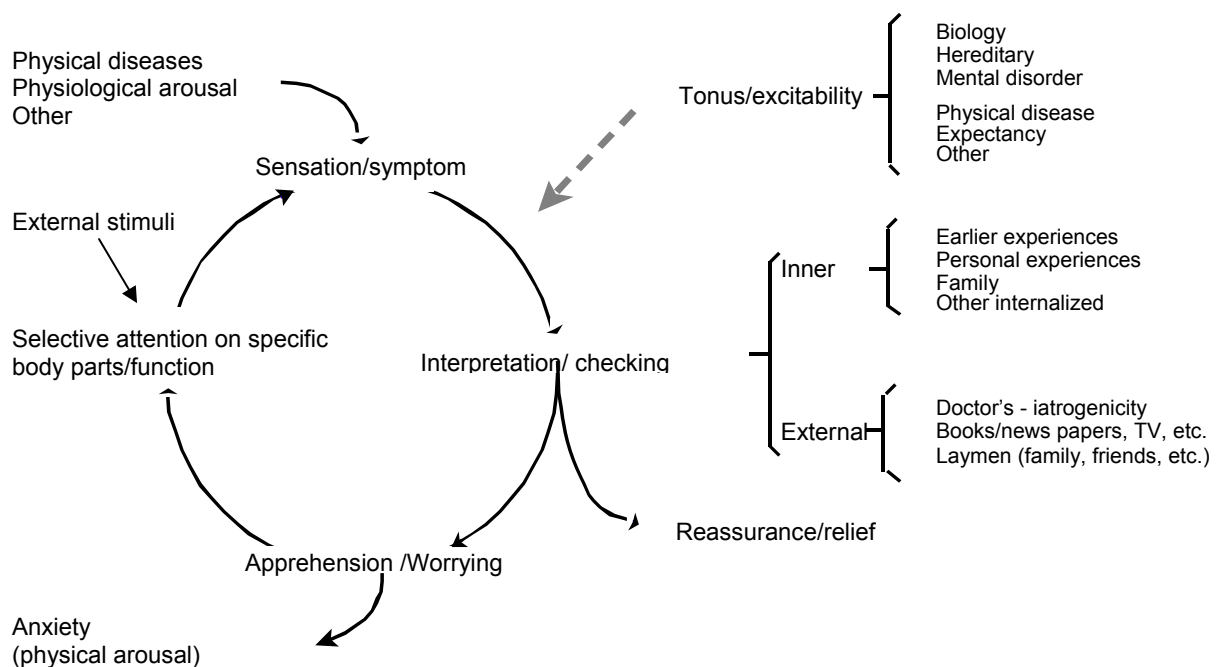 Physical diseases
Physiological arousal
Other
Sensation/symptom
External stimuli
Selective attention on specific
body parts/function
Interpretation/ checking
Apprehension /Worrying
Anxiety
(physical arousal)
Reassurance/relief
Tonus/excitability
Biology
Hereditary
Mental disorder
Physical disease
Expectancy
Other
Inner
Earlier experiences
Personal experiences
Family
Other internalized
External
Doctor's - iatrogenicity
Books/news papers, TV, etc.
Laymen (family, friends, etc.)